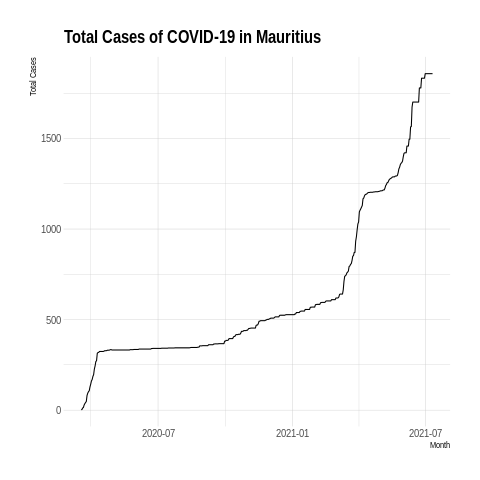 Total Cases of COVID-19 in Mauritius
Total Cases
1500
1000
500
0
2020-07 2021-01 2021-07
Month